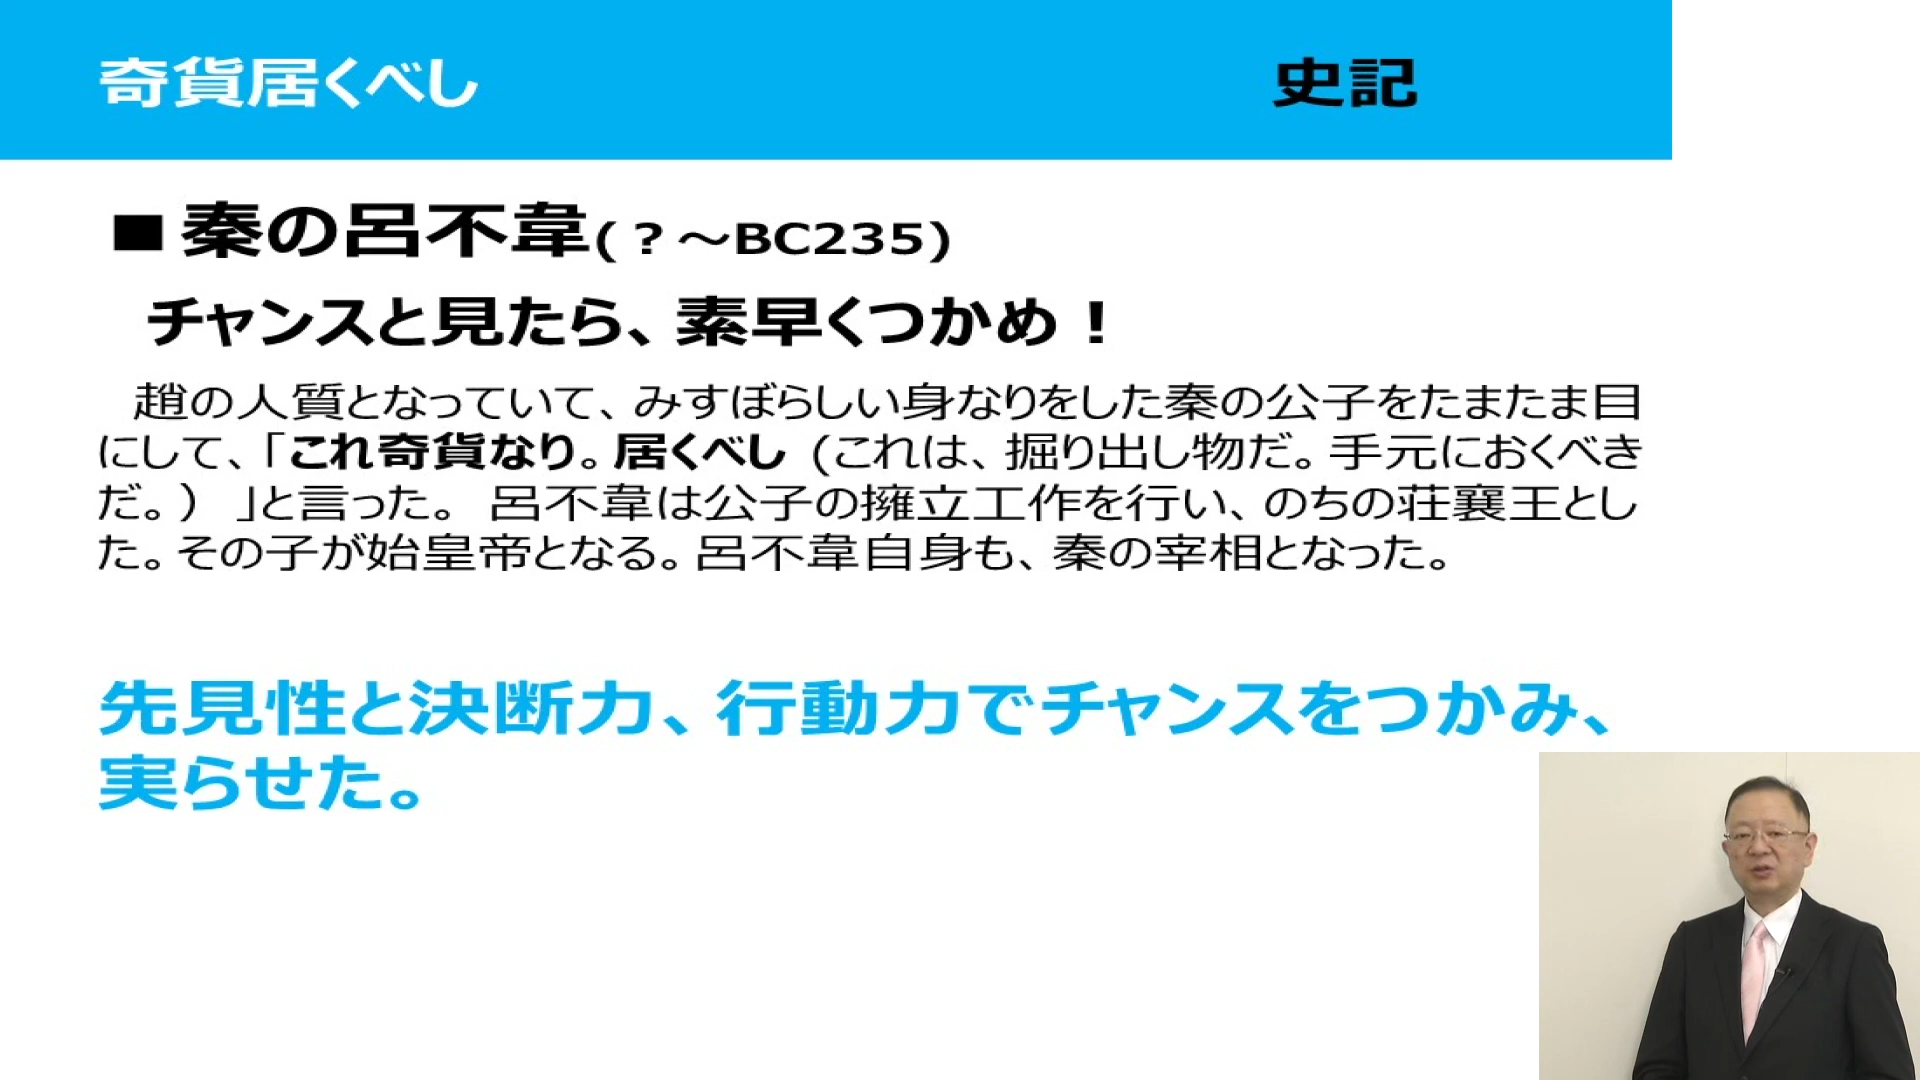 奇貨居くべし
史記
■秦の呂不韋(？～BC235)
チャンスと見たら、素早くつかめ！
趙の人質となっていて、みすぼらしい身なりをした秦の公子をたまたま目
にして、「これ奇貨なり。居くべし (これは、掘り出し物だ。手元におくべき
だ。） 」と言った。 呂不韋は公子の擁立工作を行い、のちの荘襄王とし
た。その子が始皇帝となる。呂不韋自身も、秦の宰相となった。
先見性と決断力、行動力でチャンスをつかみ、
実らせた。